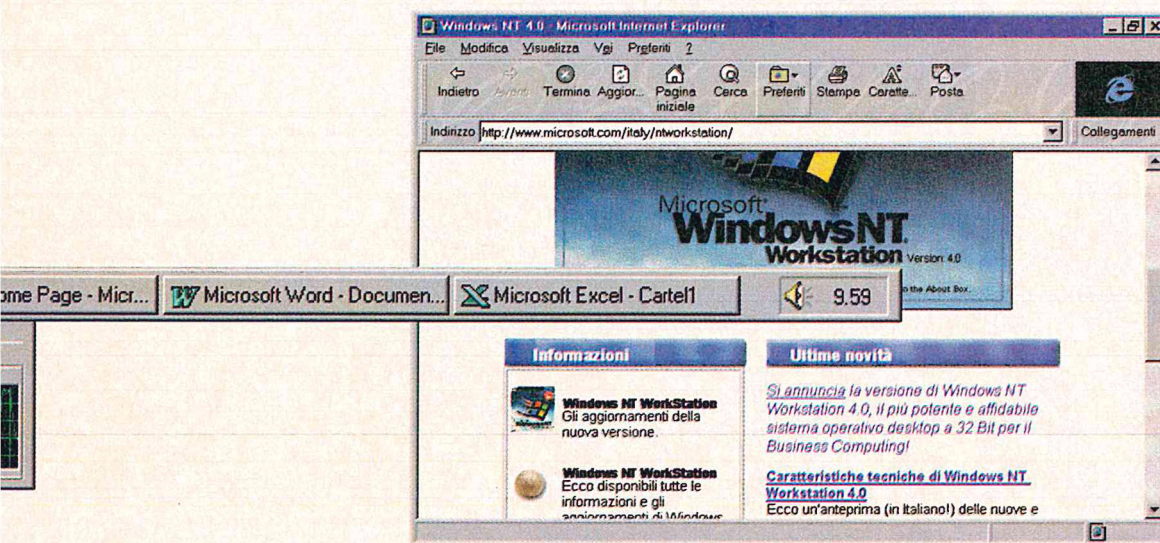 Windows NT 4.0 - Microsoft Internet Explorer
File Modifica Visualizza Vai Preferiti ?
Indietro Avanti Termina Aggior... Pagina iniziale Cerca Preferiti Stampa Caratte... Posta
Indirizzo http://www.microsoft.com/italy/ntworkstation/ Collegamenti
Microsoft
Windows NT
Workstation Version 4.0
n the About Box.
ome Page - Micr... Microsoft Word - Documen... Microsoft Excel - Cartel1 9.59
Informazioni
Windows NT WorkStation
Gli aggiornamenti della
nuova versione.
Windows NT WorkStation
Ecco disponibili tutte le
informazioni e gli
aggiornamenti di Windows
Ultime novità
Si annuncia la versione di Windows NT
Workstation 4.0, il più potente e affidabile
sistema operativo desktop a 32 Bit per il
Business Computing!
Caratteristiche tecniche di Windows NT
Workstation 4.0
Ecco un'anteprima (in Italiano!) delle nuove e